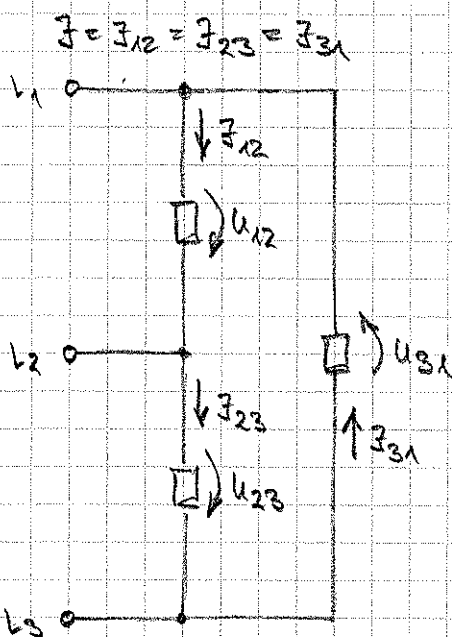 I = I12 = I23 = I31
L1
I12
U12
L2
U31
I23
I31
U23
L3